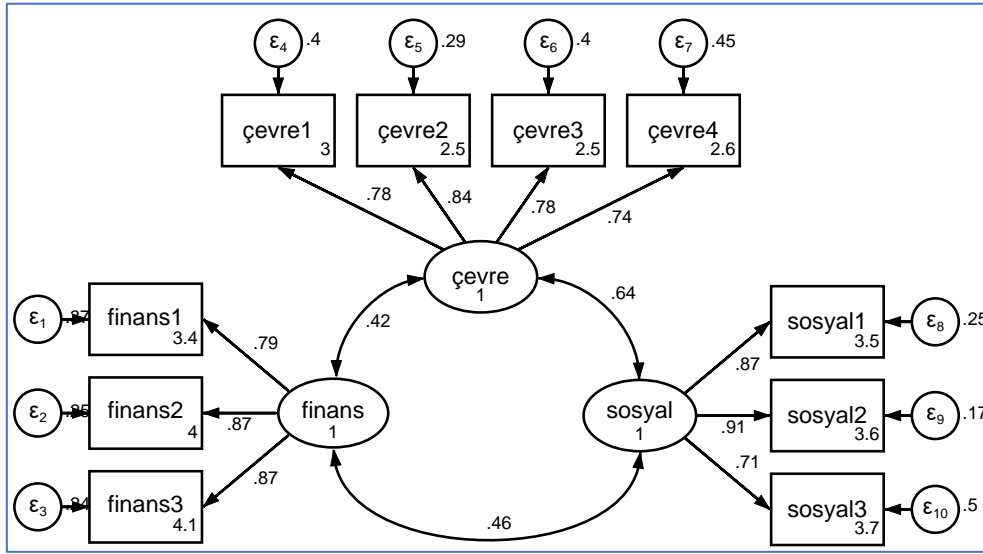 ε4 .4
ε5 .29
ε6 .4
ε7 .45
çevre1 3
çevre2 2.5
çevre3 2.5
çevre4 2.6
.78
.84
.78
.74
çevre
1
.42
.64
ε1
finans1 3.4
.79
ε2
finans2 4
.87
ε3
finans3 4.1
.87
finans
1
sosyal
1
.46
sosyal1 3.5
ε8 .25
.87
sosyal2 3.6
ε9 .17
.91
sosyal3 3.7
ε10 .5
.71